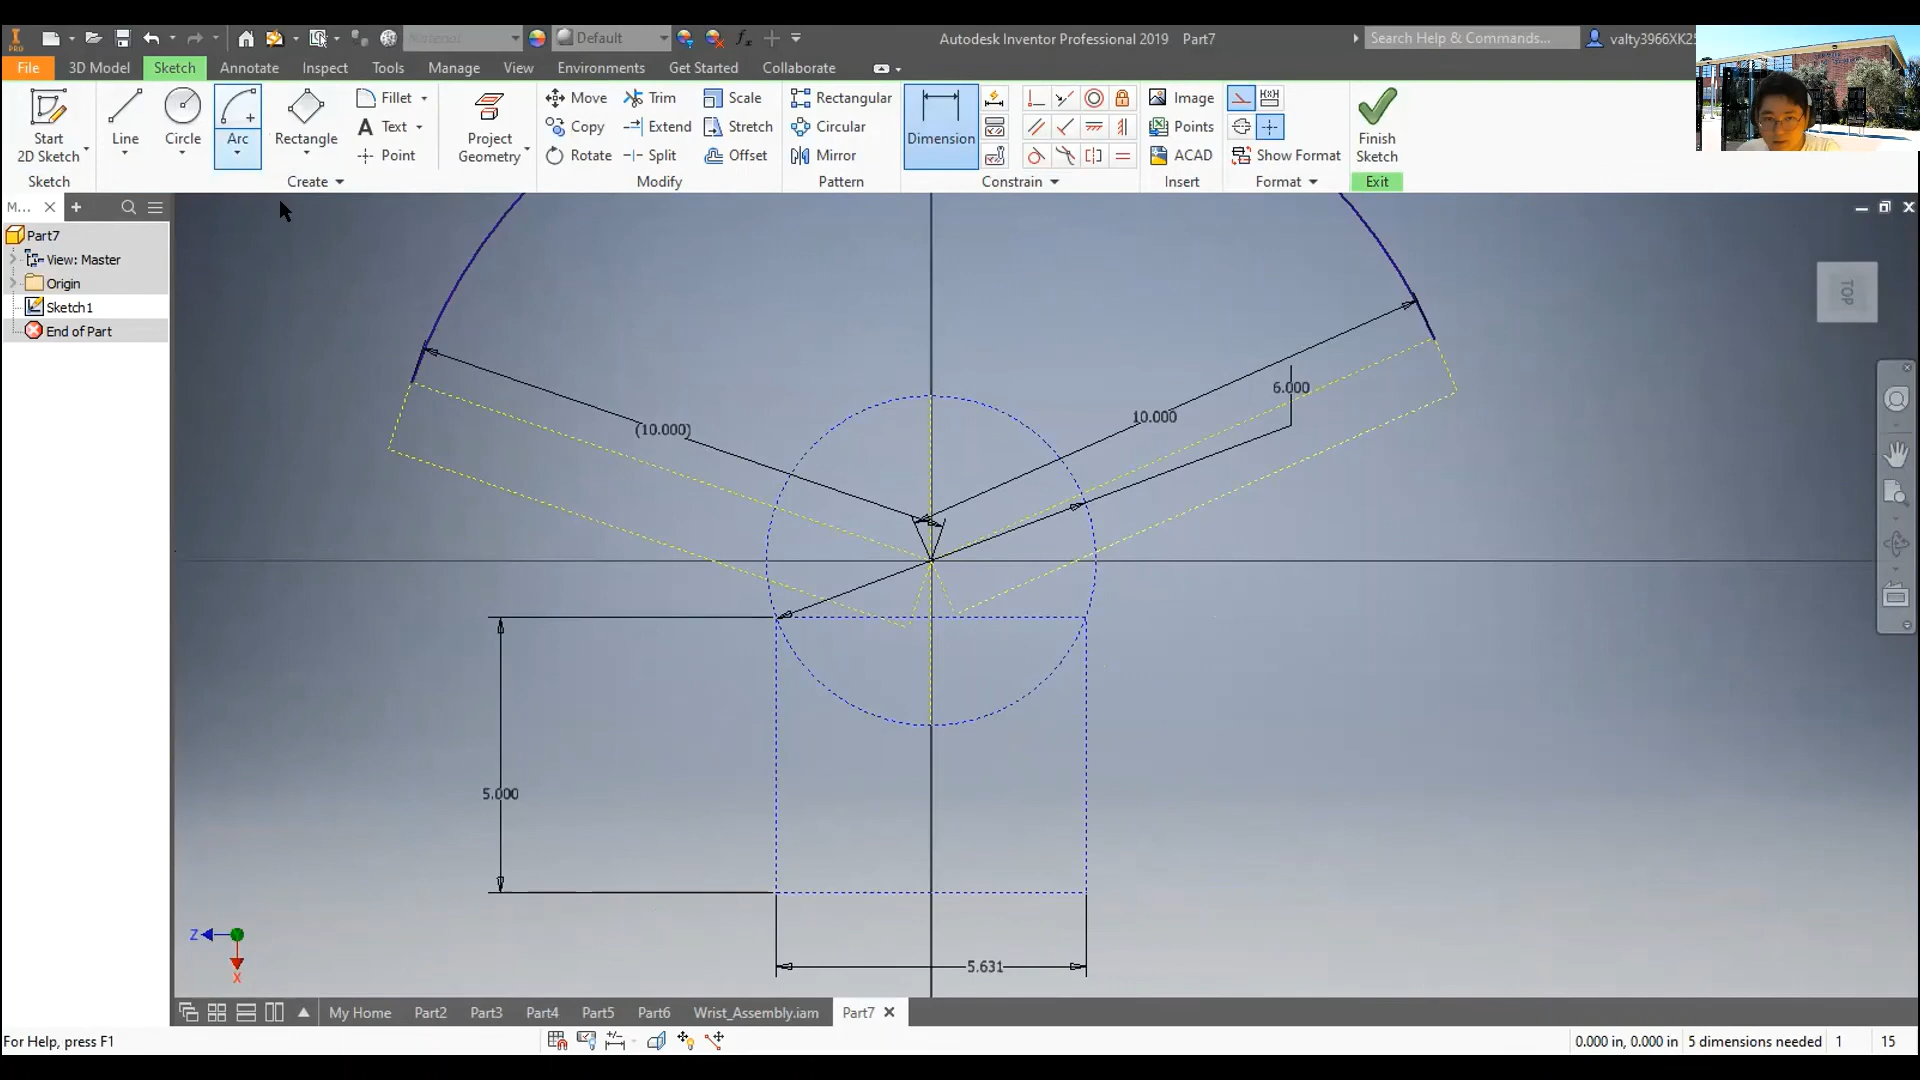 PRO
Material
Default
Autodesk Inventor Professional 2019 Part7
Search Help & Commands...
File 3D Model Sketch Annotate Inspect Tools Manage View Environments Get Started Collaborate
Start
2D Sketch
Line
Circle
Arc
Rectangle
Fillet
Text
Point
Project
Geometry
Move
Copy
Rotate
Trim
Extend
Split
Scale
Stretch
Offset
Rectangular
Circular
Mirror
Dimension
Image
Points
ACAD
Show Format
Finish
Sketch
Sketch Create Modify Pattern Constrain Insert Format Exit
M...
Part7
View: Master
Origin
Sketch1
End of Part
TOP
(10.000)
10.000
6.000
5.000
5.631
Z
X
My Home Part2 Part3 Part4 Part5 Part6 Wrist_Assembly.iam Part7
For Help, press F1
0.000 in, 0.000 in 5 dimensions needed 1 15